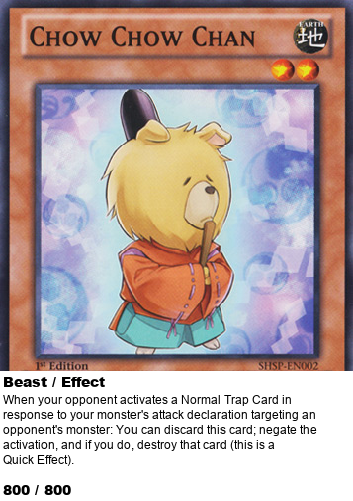 CHOW CHOW CHAN
EARTH
地
1st Edition
SHSP-EN002
Beast / Effect
When your opponent activates a Normal Trap Card in
response to your monster's attack declaration targeting an
opponent's monster: You can discard this card; negate the
activation, and if you do, destroy that card (this is a
Quick Effect).
800 / 800